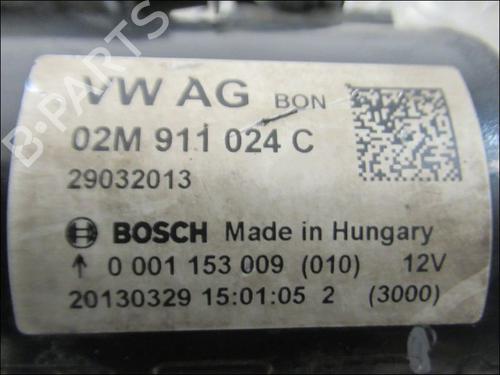 VW AG BON
02M 911 024 C
29032013
BOSCH Made in Hungary
↑ 0 001 153 009 (010) 12V
20130329 15:01:05 2 (3000)
B-PARTS